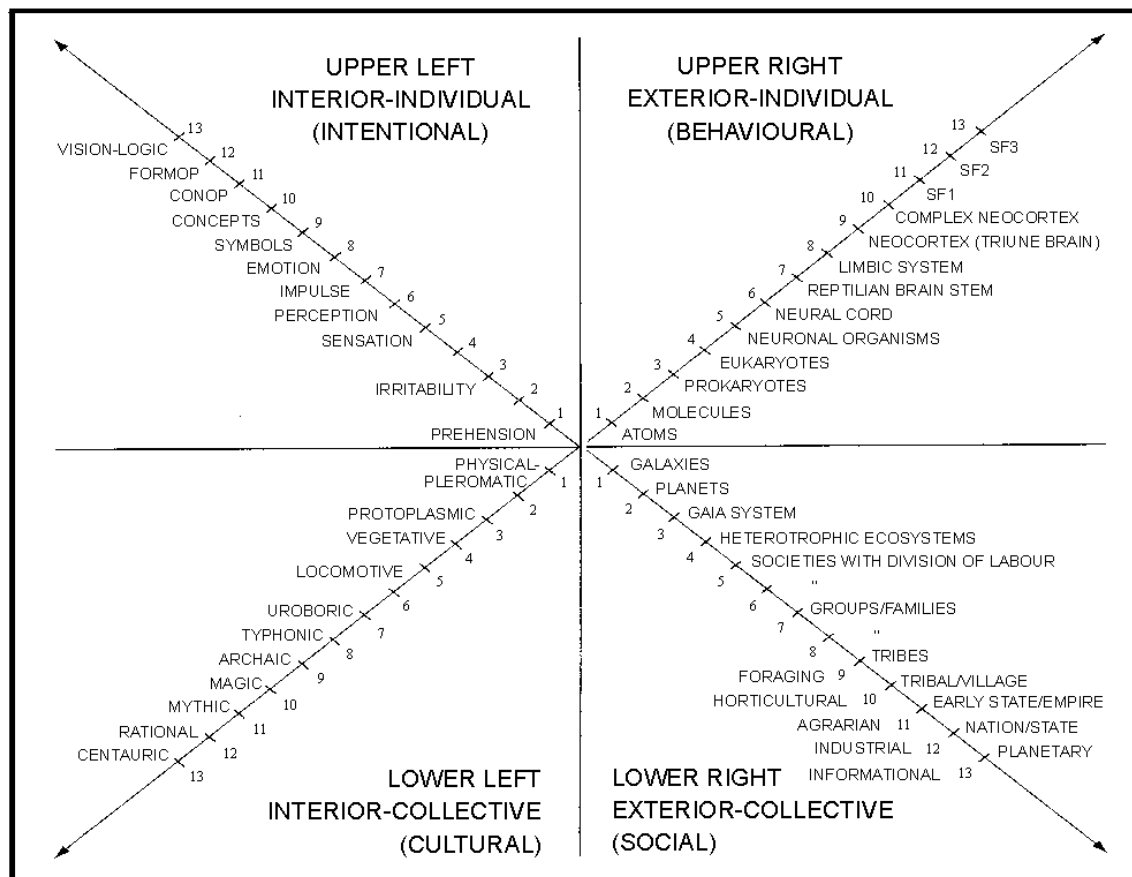 UPPER LEFT
INTERIOR-INDIVIDUAL
(INTENTIONAL)
13
VISION-LOGIC
12
FORMOP
11
CONOP
10
CONCEPTS
9
SYMBOLS
8
EMOTION
7
IMPULSE
6
PERCEPTION
5
SENSATION
4
3
IRRITABILITY
2
1
PREHENSION
UPPER RIGHT
EXTERIOR-INDIVIDUAL
(BEHAVIOURAL)
13
SF3
12
SF2
11
SF1
10
COMPLEX NEOCORTEX
9
NEOCORTEX (TRIUNE BRAIN)
8
LIMBIC SYSTEM
7
REPTILIAN BRAIN STEM
6
NEURAL CORD
5
NEURONAL ORGANISMS
4
EUKARYOTES
3
PROKARYOTES
2
MOLECULES
1
ATOMS
PHYSICAL-
PLEROMATIC
1
2
PROTOPLASMIC
3
VEGETATIVE
4
LOCOMOTIVE
5
6
UROBORIC
7
TYPHONIC
8
ARCHAIC
9
MAGIC
10
MYTHIC
11
RATIONAL
12
CENTAURIC
13
LOWER LEFT
INTERIOR-COLLECTIVE
(CULTURAL)
GALAXIES
1
PLANETS
2
GAIA SYSTEM
3
HETEROTROPHIC ECOSYSTEMS
4
SOCIETIES WITH DIVISION OF LABOUR
5
"
6
GROUPS/FAMILIES
7
"
8
TRIBES
FORAGING 9
TRIBAL/VILLAGE
HORTICULTURAL 10
EARLY STATE/EMPIRE
AGRARIAN 11
NATION/STATE
INDUSTRIAL 12
PLANETARY
INFORMATIONAL 13
LOWER RIGHT
EXTERIOR-COLLECTIVE
(SOCIAL)